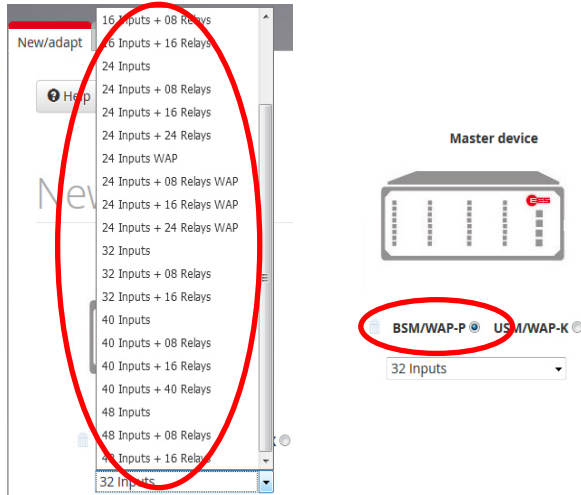 New/adapt
Help
New
16 Inputs + 08 Relays
16 Inputs + 16 Relays
24 Inputs
24 Inputs + 08 Relays
24 Inputs + 16 Relays
24 Inputs + 24 Relays
24 Inputs WAP
24 Inputs + 08 Relays WAP
24 Inputs + 16 Relays WAP
24 Inputs + 24 Relays WAP
32 Inputs
32 Inputs + 08 Relays
32 Inputs + 16 Relays
40 Inputs
40 Inputs + 08 Relays
40 Inputs + 16 Relays
40 Inputs + 40 Relays
48 Inputs
48 Inputs + 08 Relays
48 Inputs + 16 Relays
32 Inputs
Master device
EES
BSM/WAP-P USM/WAP-K
32 Inputs